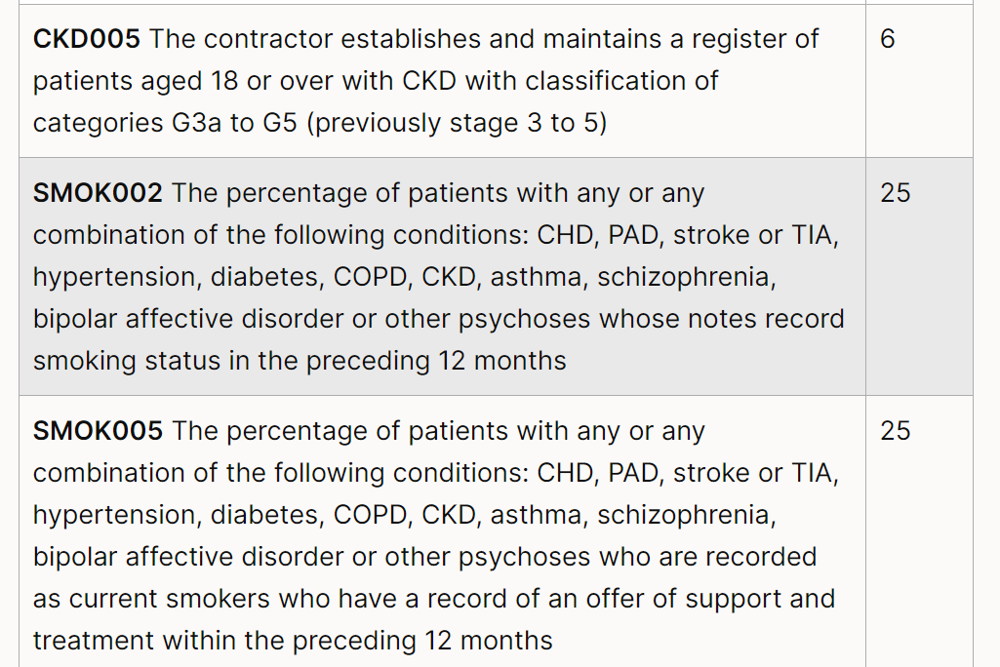 CKD005 The contractor establishes and maintains a register of 6
patients aged 18 or over with CKD with classification of
categories G3a to G5 (previously stage 3 to 5)
SMOK002 The percentage of patients with any or any 25
combination of the following conditions: CHD, PAD, stroke or TIA,
hypertension, diabetes, COPD, CKD, asthma, schizophrenia,
bipolar affective disorder or other psychoses whose notes record
smoking status in the preceding 12 months
SMOK005 The percentage of patients with any or any 25
combination of the following conditions: CHD, PAD, stroke or TIA,
hypertension, diabetes, COPD, CKD, asthma, schizophrenia,
bipolar affective disorder or other psychoses who are recorded
as current smokers who have a record of an offer of support and
treatment within the preceding 12 months